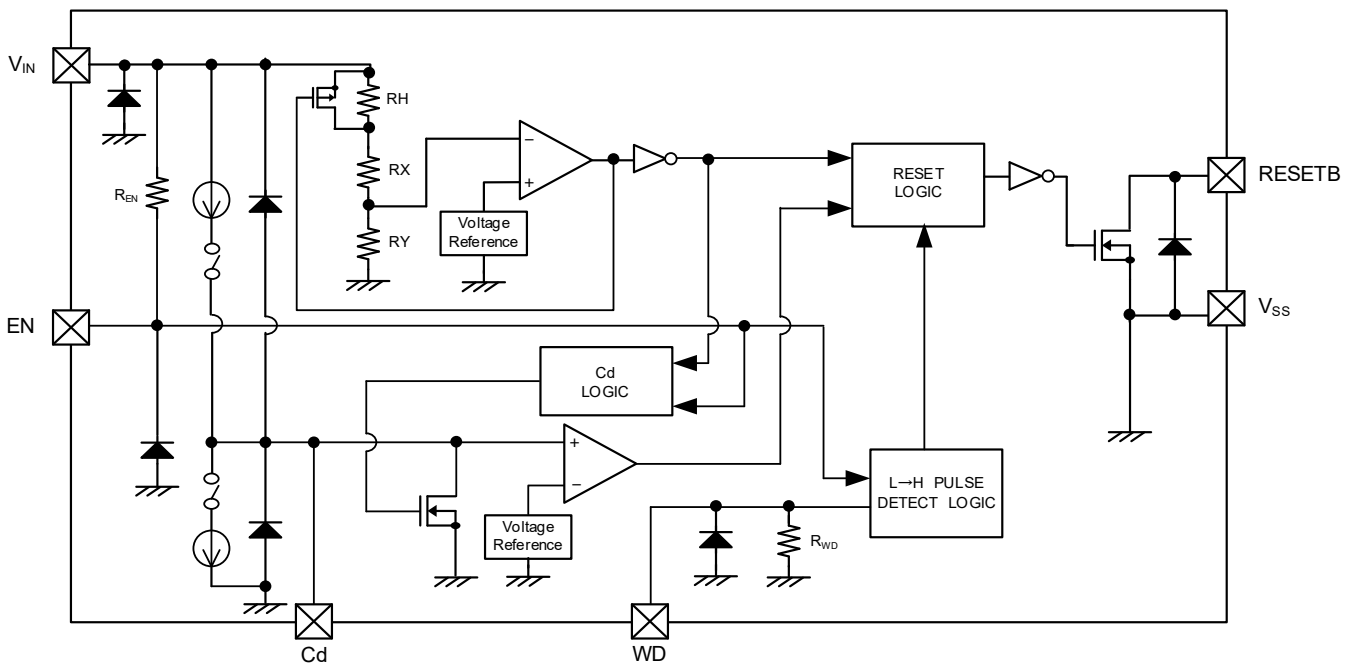 VIN
RH
RX
RY
REN
− 
+
Voltage
Reference
RESET
LOGIC
RESETB
VSS
EN
Cd
LOGIC
+
−
Voltage
Reference
L→H PULSE
DETECT LOGIC
RWD
Cd
WD